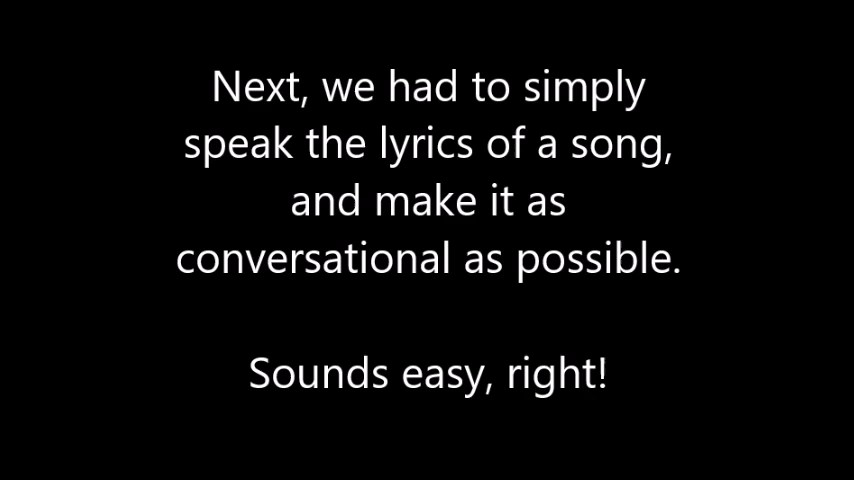 Next, we had to simply
speak the lyrics of a song,
and make it as
conversational as possible.
Sounds easy, right!